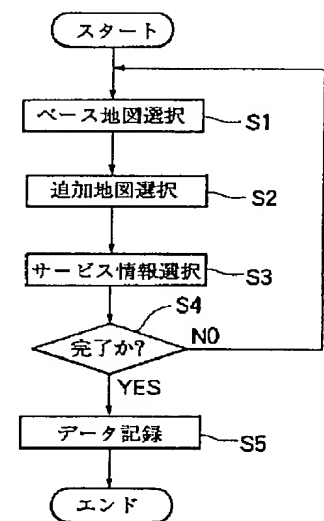 スタート
ベース地図選択
S1
追加地図選択
S2
サービス情報選択
S3
S4
完了か?
NO
YES
データ記録
S5
エンド